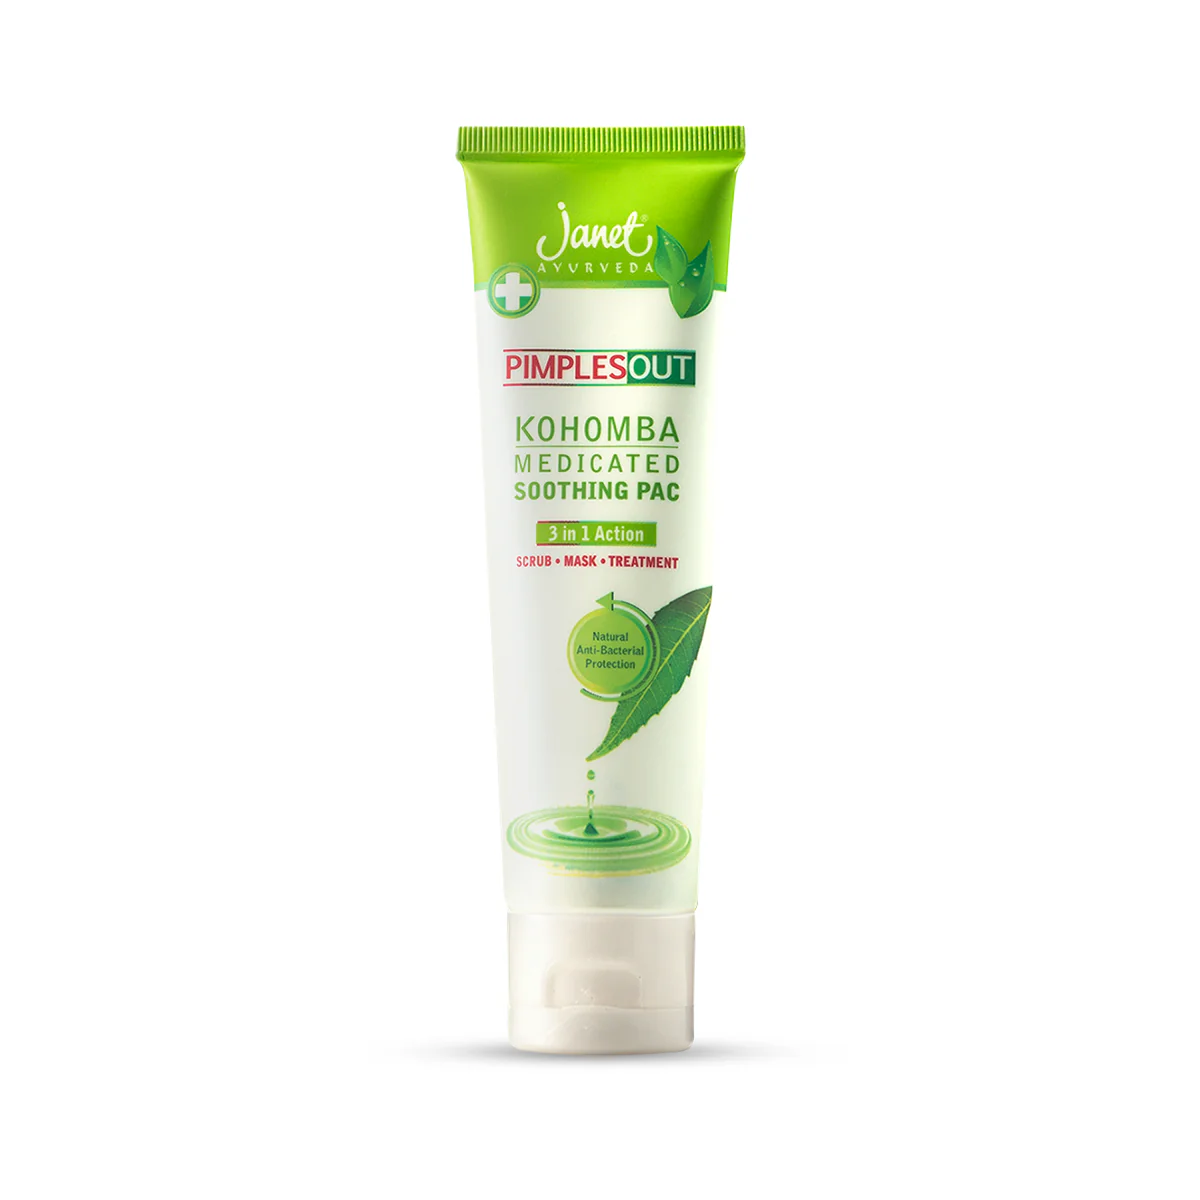 Janet®
AYURVEDA
PIMPLESOUT
KOHOMBA
MEDICATED
SOOTHING PAC
3 in 1 Action
SCRUB • MASK • TREATMENT
Natural
Anti-Bacterial
Protection